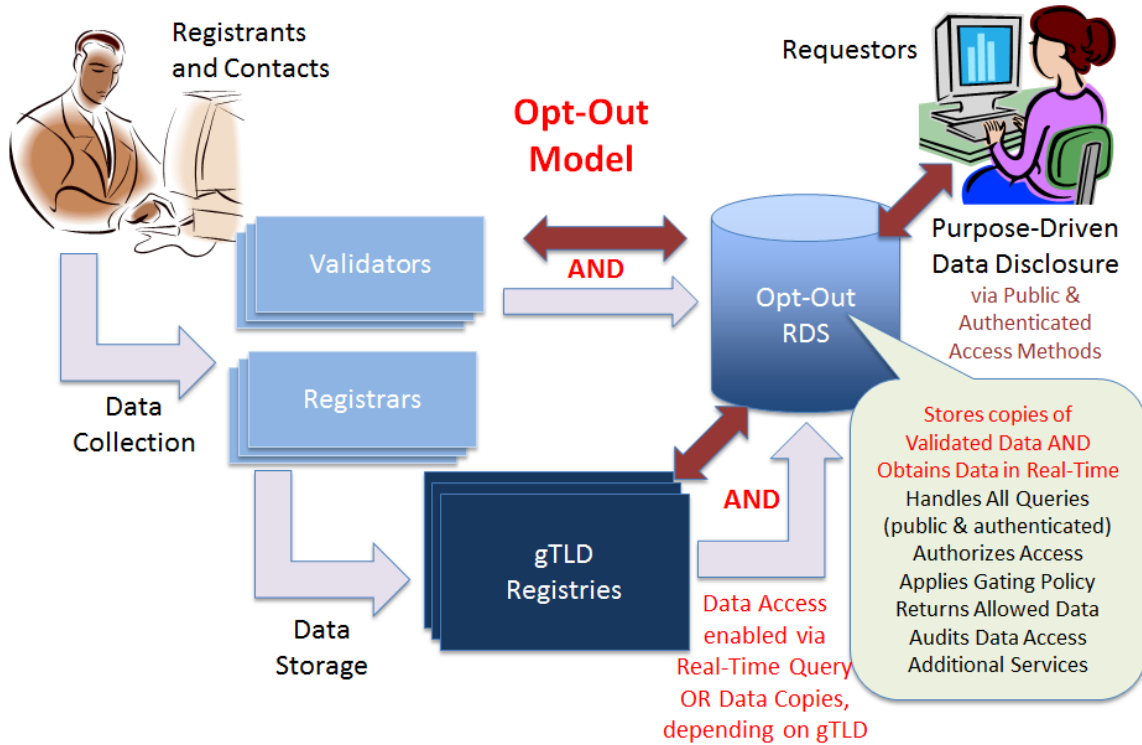 Registrants
and Contacts
Requestors
Opt-Out
Model
Validators
AND
Opt-Out
RDS
Purpose-Driven
Data Disclosure
via Public &
Authenticated
Access Methods
Data
Collection
Registrars
Stores copies of
Validated Data AND
Obtains Data in Real-Time
Handles All Queries
(public & authenticated)
Authorizes Access
Applies Gating Policy
Returns Allowed Data
Audits Data Access
Additional Services
AND
gTLD
Registries
Data
Storage
Data Access
enabled via
Real-Time Query
OR Data Copies,
depending on gTLD